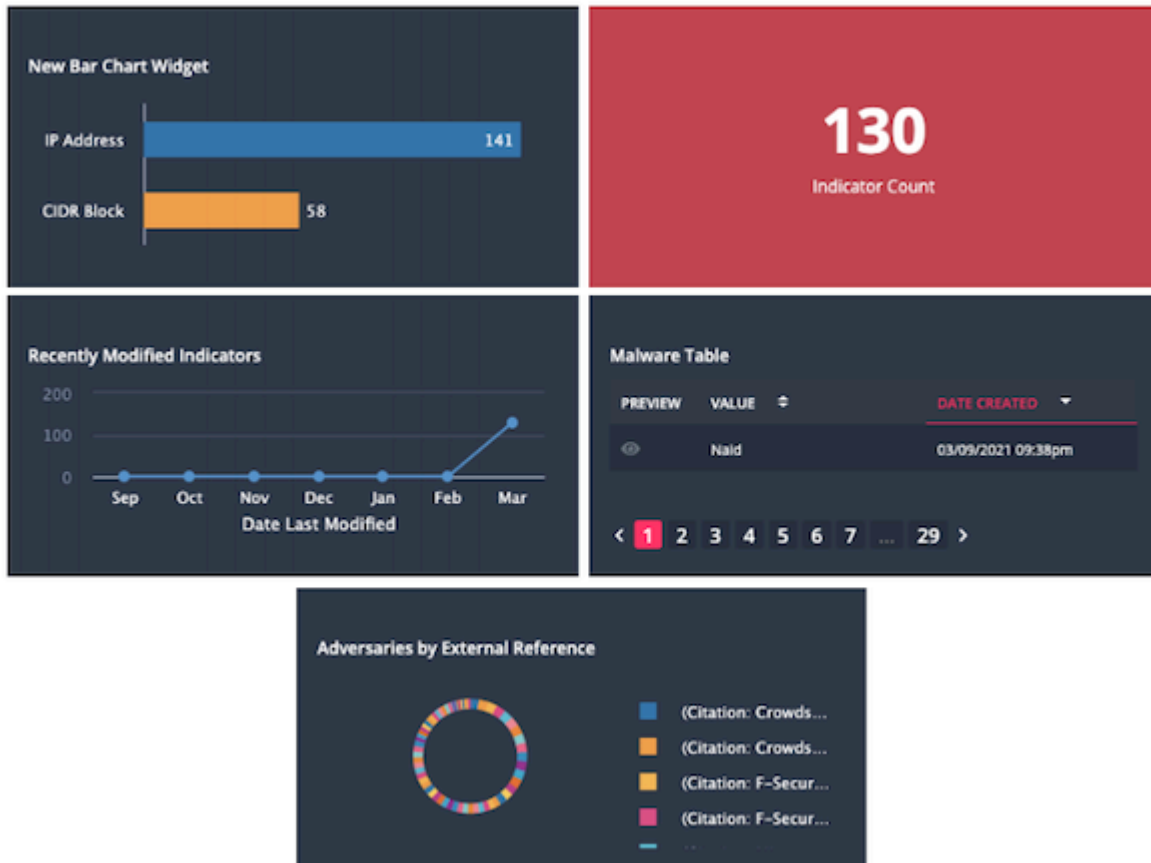 New Bar Chart Widget
IP Address 141
CIDR Block 58
130
Indicator Count
Recently Modified Indicators
200
100
0
Sep Oct Nov Dec Jan Feb Mar
Date Last Modified
Malware Table
PREVIEW VALUE DATE CREATED
Naid 03/09/2021 09:38pm
< 1 2 3 4 5 6 7 ... 29 >
Adversaries by External Reference
(Citation: Crowds...
(Citation: Crowds...
(Citation: F-Secur...
(Citation: F-Secur...